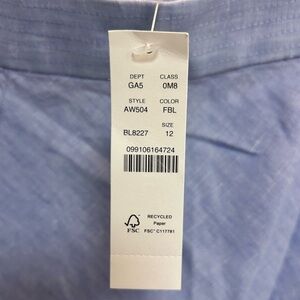 DEPT CLASS
GA5 0M8
STYLE COLOR
AW504 FBL
SIZE
BL8227 12
099106164724
RECYCLED
Paper
FSC FSC® C117781